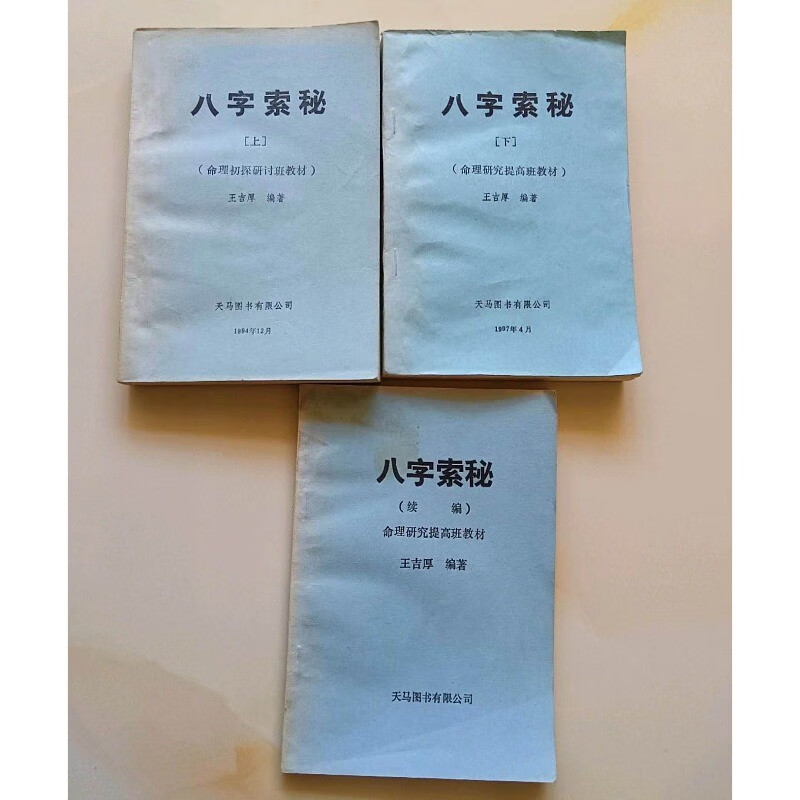 八字索秘
[上]
(命理初探研讨班教材)
王吉厚 编著
天马图书有限公司
1994年12月
八字索秘
[下]
(命理研究提高班教材)
王吉厚 编著
天马图书有限公司
1997年4月
八字索秘
(续 编)
命理研究提高班教材
王吉厚 编著
天马图书有限公司